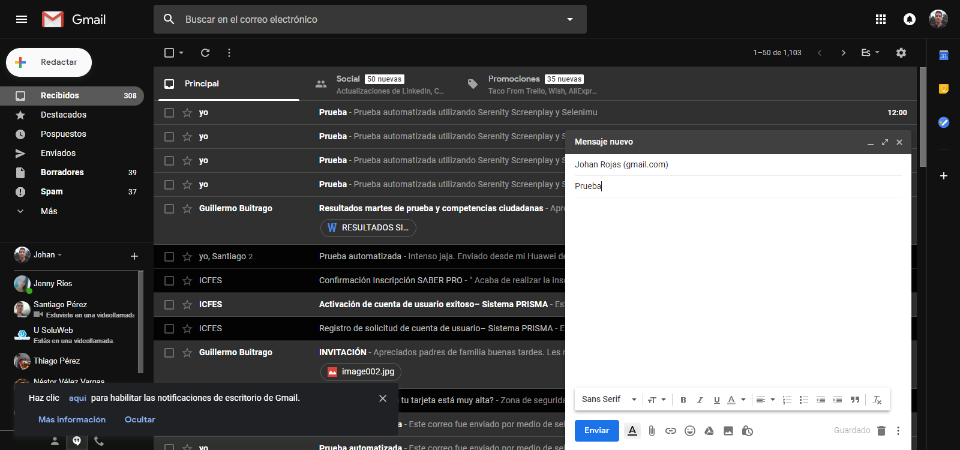 Gmail
Buscar en el correo electrónico
Redactar
1–50 de 1,103
Es
Principal
Social 50 nuevas
Actualizaciones de LinkedIn, C...
Promociones 35 nuevas
Taco From Trello, Wish, AliExpr...
Recibidos 308
Destacados
Pospuestos
Enviados
Borradores 39
Spam 37
Más
yo Prueba - Prueba automatizada utilizando Serenity Screenplay y Selenimu 12:00
yo Prueba - Prueba automatizada utilizando Serenity Screenplay y
yo Prueba - Prueba automatizada utilizando Serenity Screenplay y
yo Prueba - Prueba automatizada utilizando Serenity Screenplay y
Guillermo Buitrago Resultados martes de prueba y competencias ciudadanas - Apre
RESULTADOS SI...
yo, Santiago 2 Prueba automatizada - Intenso jaja. Enviado desde mi Huawei de
ICFES Confirmación Inscripción SABER PRO - " Acaba de realizar la ins
ICFES Activación de cuenta de usuario exitoso– Sistema PRISMA - Es
ICFES Registro de solicitud de cuenta de usuario– Sistema PRISMA - E
Guillermo Buitrago INVITACIÓN - Apreciados padres de familia buenas tardes. Les
image002.jpg
tu tarjeta está muy alta? - Zona de segurida
- Este correo fue enviado por medio de se
yo Prueba - Este correo fue enviado por medio de
Johan
Jenny Ríos
Santiago Pérez
Estuviste en una videollamada
U SoluWeb
Estás en una videollamada.
Thiago Pérez
Néstor Vélez Vargas
Haz clic aquí para habilitar las notificaciones de escritorio de Gmail.
Más información Ocultar
Mensaje nuevo
Johan Rojas (gmail.com)
Prueba
Sans Serif
Enviar
Guardado